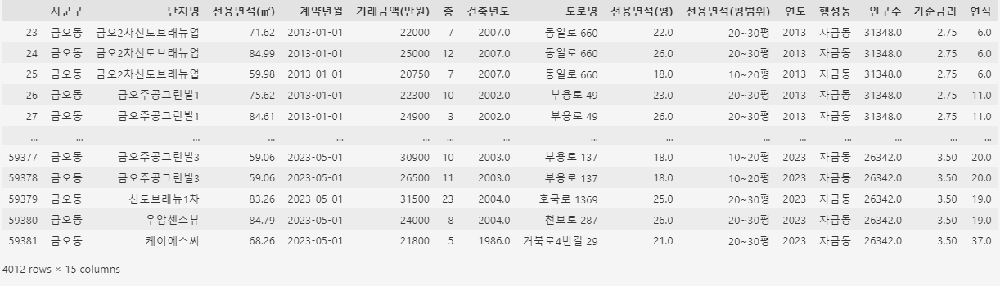 시군구 단지명 전용면적(㎡) 계약년월 거래금액(만원) 층 건축년도 도로명 전용면적(평) 전용면적(평범위) 연도 행정동 인구수 기준금리 연식
23 금오동 금오2차신도브래뉴업 71.62 2013-01-01 22000 7 2007.0 동일로 660 22.0 20~30평 2013 자금동 31348.0 2.75 6.0
24 금오동 금오2차신도브래뉴업 84.99 2013-01-01 25000 12 2007.0 동일로 660 26.0 20~30평 2013 자금동 31348.0 2.75 6.0
25 금오동 금오2차신도브래뉴업 59.98 2013-01-01 20750 7 2007.0 동일로 660 18.0 10~20평 2013 자금동 31348.0 2.75 6.0
26 금오동 금오주공그린빌1 75.62 2013-01-01 22300 10 2002.0 부용로 49 23.0 20~30평 2013 자금동 31348.0 2.75 11.0
27 금오동 금오주공그린빌1 84.61 2013-01-01 24900 3 2002.0 부용로 49 26.0 20~30평 2013 자금동 31348.0 2.75 11.0
... ... ... ... ... ... ... ... ... ... ... ... ... ... ... ...
59377 금오동 금오주공그린빌3 59.06 2023-05-01 30900 10 2003.0 부용로 137 18.0 10~20평 2023 자금동 26342.0 3.50 20.0
59378 금오동 금오주공그린빌3 59.06 2023-05-01 26500 11 2003.0 부용로 137 18.0 10~20평 2023 자금동 26342.0 3.50 20.0
59379 금오동 신도브래뉴1차 83.26 2023-05-01 31500 23 2004.0 호국로 1369 25.0 20~30평 2023 자금동 26342.0 3.50 19.0
59380 금오동 우암센스뷰 84.79 2023-05-01 24000 8 2004.0 천보로 287 26.0 20~30평 2023 자금동 26342.0 3.50 19.0
59381 금오동 케이에스씨 68.26 2023-05-01 21800 5 1986.0 거북로4번길 29 21.0 20~30평 2023 자금동 26342.0 3.50 37.0
4012 rows × 15 columns